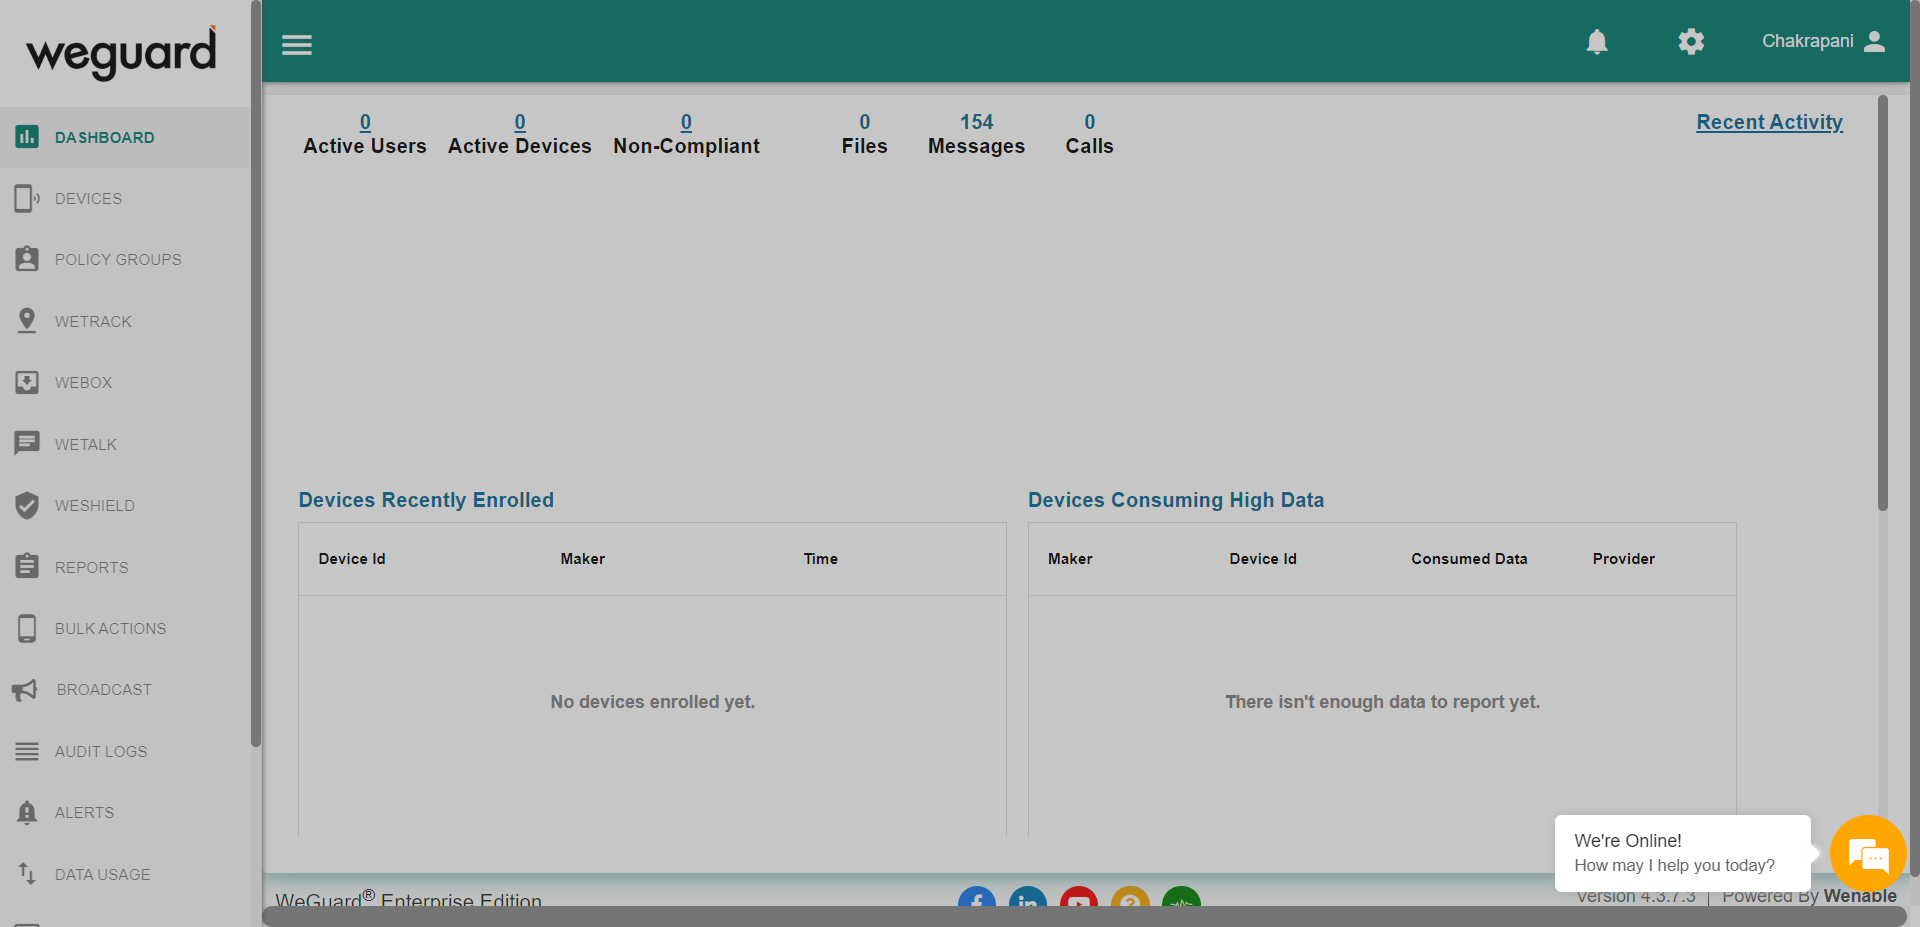 weguard
Chakrapani
DASHBOARD
DEVICES
POLICY GROUPS
WETRACK
WEBOX
WETALK
WESHIELD
REPORTS
BULK ACTIONS
BROADCAST
AUDIT LOGS
ALERTS
DATA USAGE
0 0 0 0 154 0
Active Users Active Devices Non-Compliant Files Messages Calls
Recent Activity
Devices Recently Enrolled
Device Id Maker Time
No devices enrolled yet.
Devices Consuming High Data
Maker Device Id Consumed Data Provider
There isn't enough data to report yet.
We're Online!
How may I help you today?
WeGuard® Enterprise Edition
Version 4.3.7.3 | Powered By Wenable